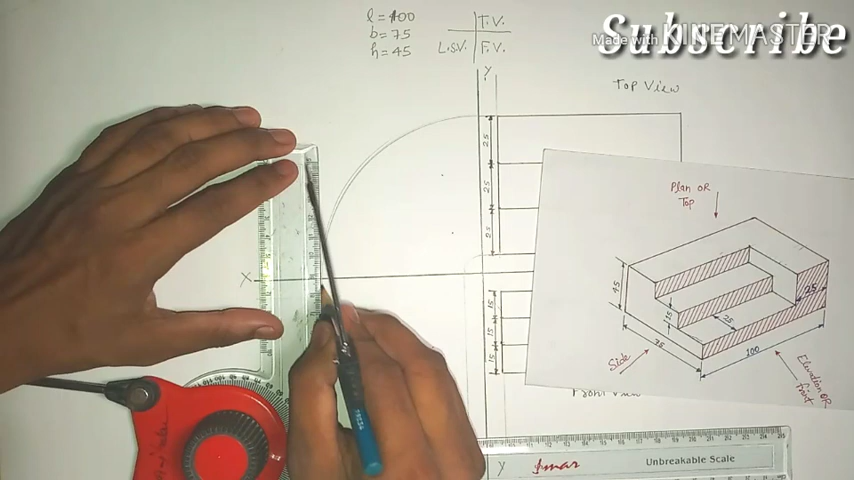 Subscribe
Made with KINEMASTER
l = 100
b = 75
h = 45
T.V.
L.S.V.
F.V.
Y
Top View
25
25
25
X
15
15
15
Plan OR
Top
45
15
25
25
75
100
Side
Elevation OR
front
Front View
Y
Unbreakable Scale